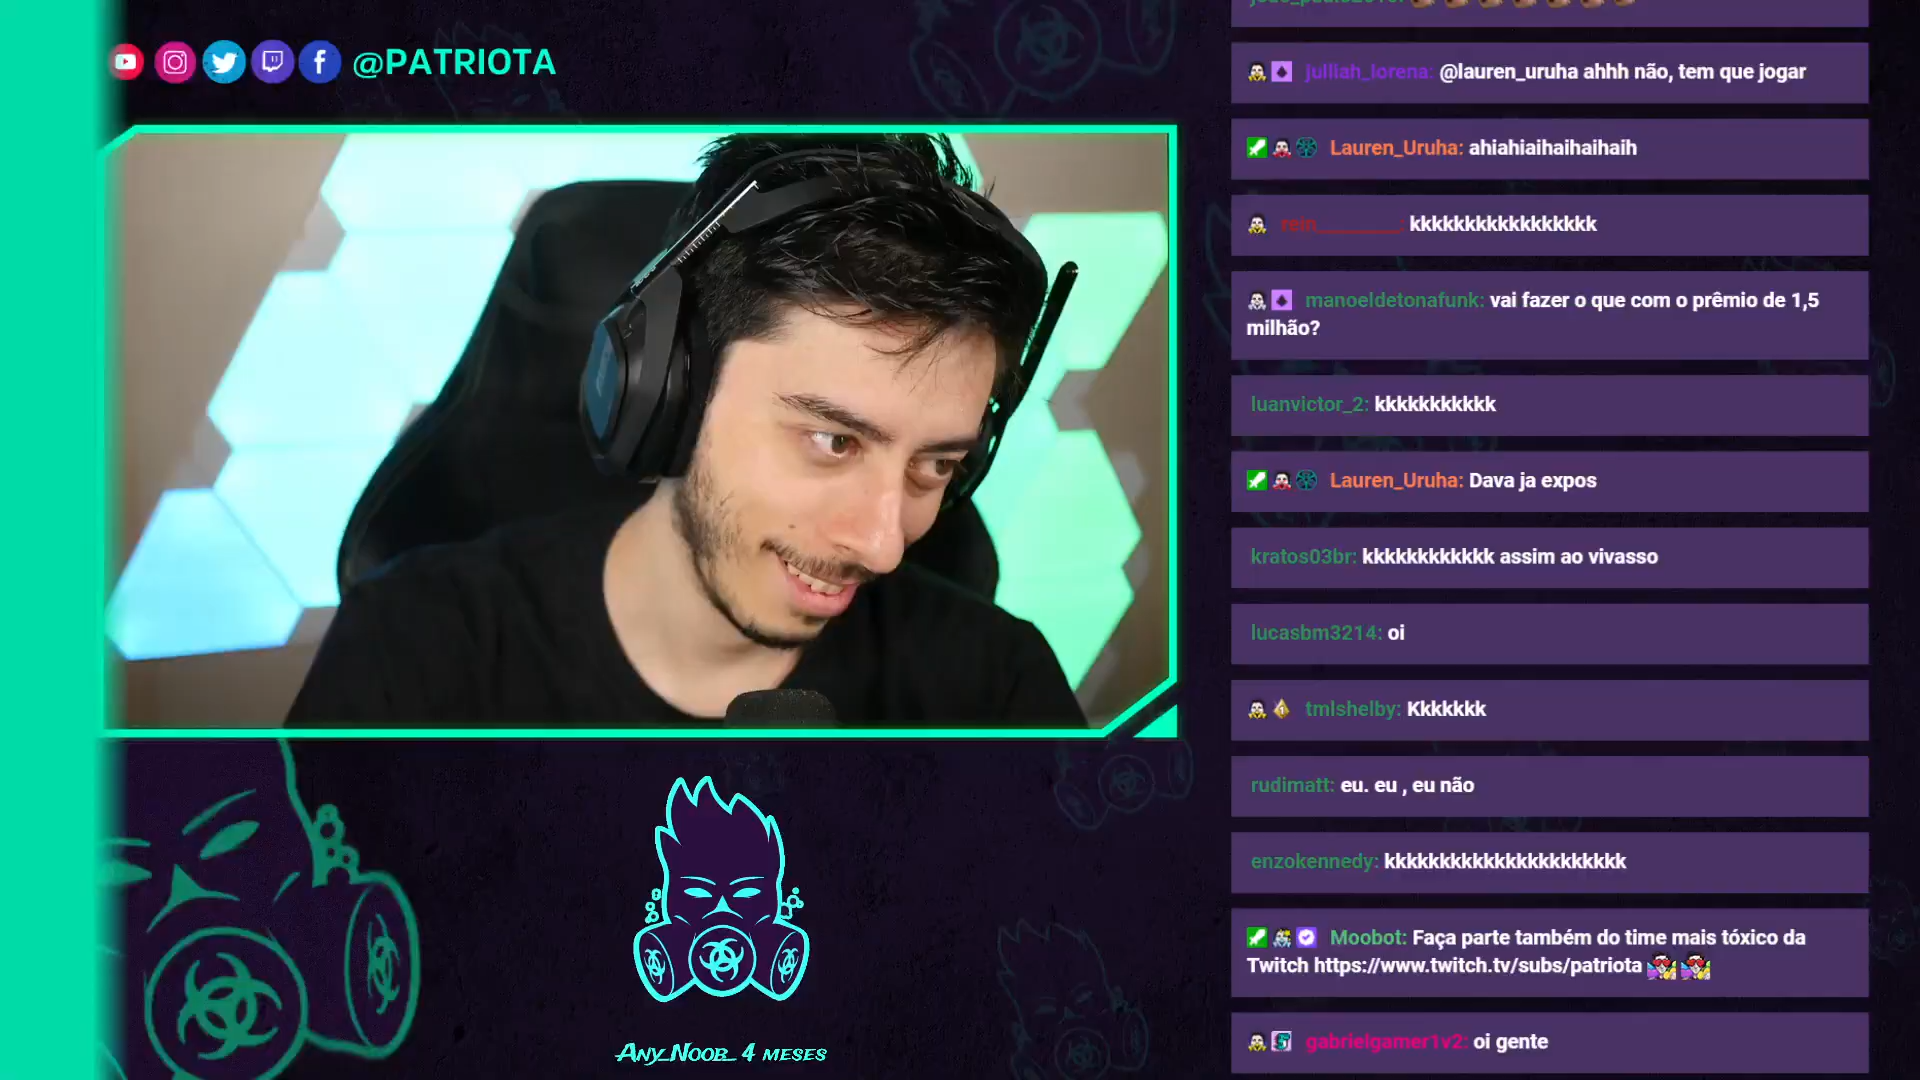 @PATRIOTA
julliah_lorena: @lauren_uruha ahhh não, tem que jogar
Lauren_Uruha: ahiahiaihaihaihaih
rein__________: kkkkkkkkkkkkkkkkk
manoeldetonafunk: vai fazer o que com o prêmio de 1,5
milhão?
luanvictor_2: kkkkkkkkkkk
Lauren_Uruha: Dava ja expos
kratos03br: kkkkkkkkkkkk assim ao vivasso
lucasbm3214: oi
tmlshelby: Kkkkkkk
rudimatt: eu. eu , eu não
enzokennedy: kkkkkkkkkkkkkkkkkkkkkk
Moobot: Faça parte também do time mais tóxico da
Twitch https://www.twitch.tv/subs/patriota
gabrielgamer1v2: oi gente
Any_Noob_ 4 meses